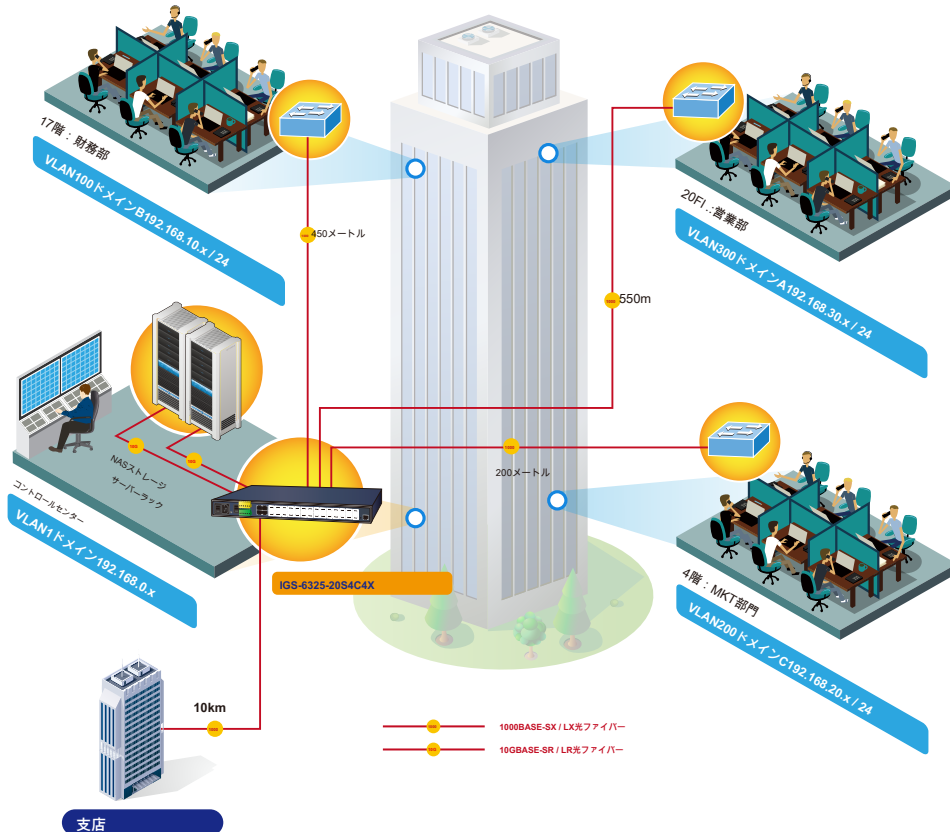 17階：財務部
VLAN100ドメインB192.168.10.x / 24
450メートル
20Fl .:営業部
VLAN300ドメインA192.168.30.x / 24
550m
NASストレージ
サーバーラック
コントロールセンター
VLAN1ドメイン192.168.0.x
IGS-6325-20S4C4X
200メートル
4階：MKT部門
VLAN200ドメインC192.168.20.x / 24
10km
1000BASE-SX / LX光ファイバー
10GBASE-SR / LR光ファイバー
支店